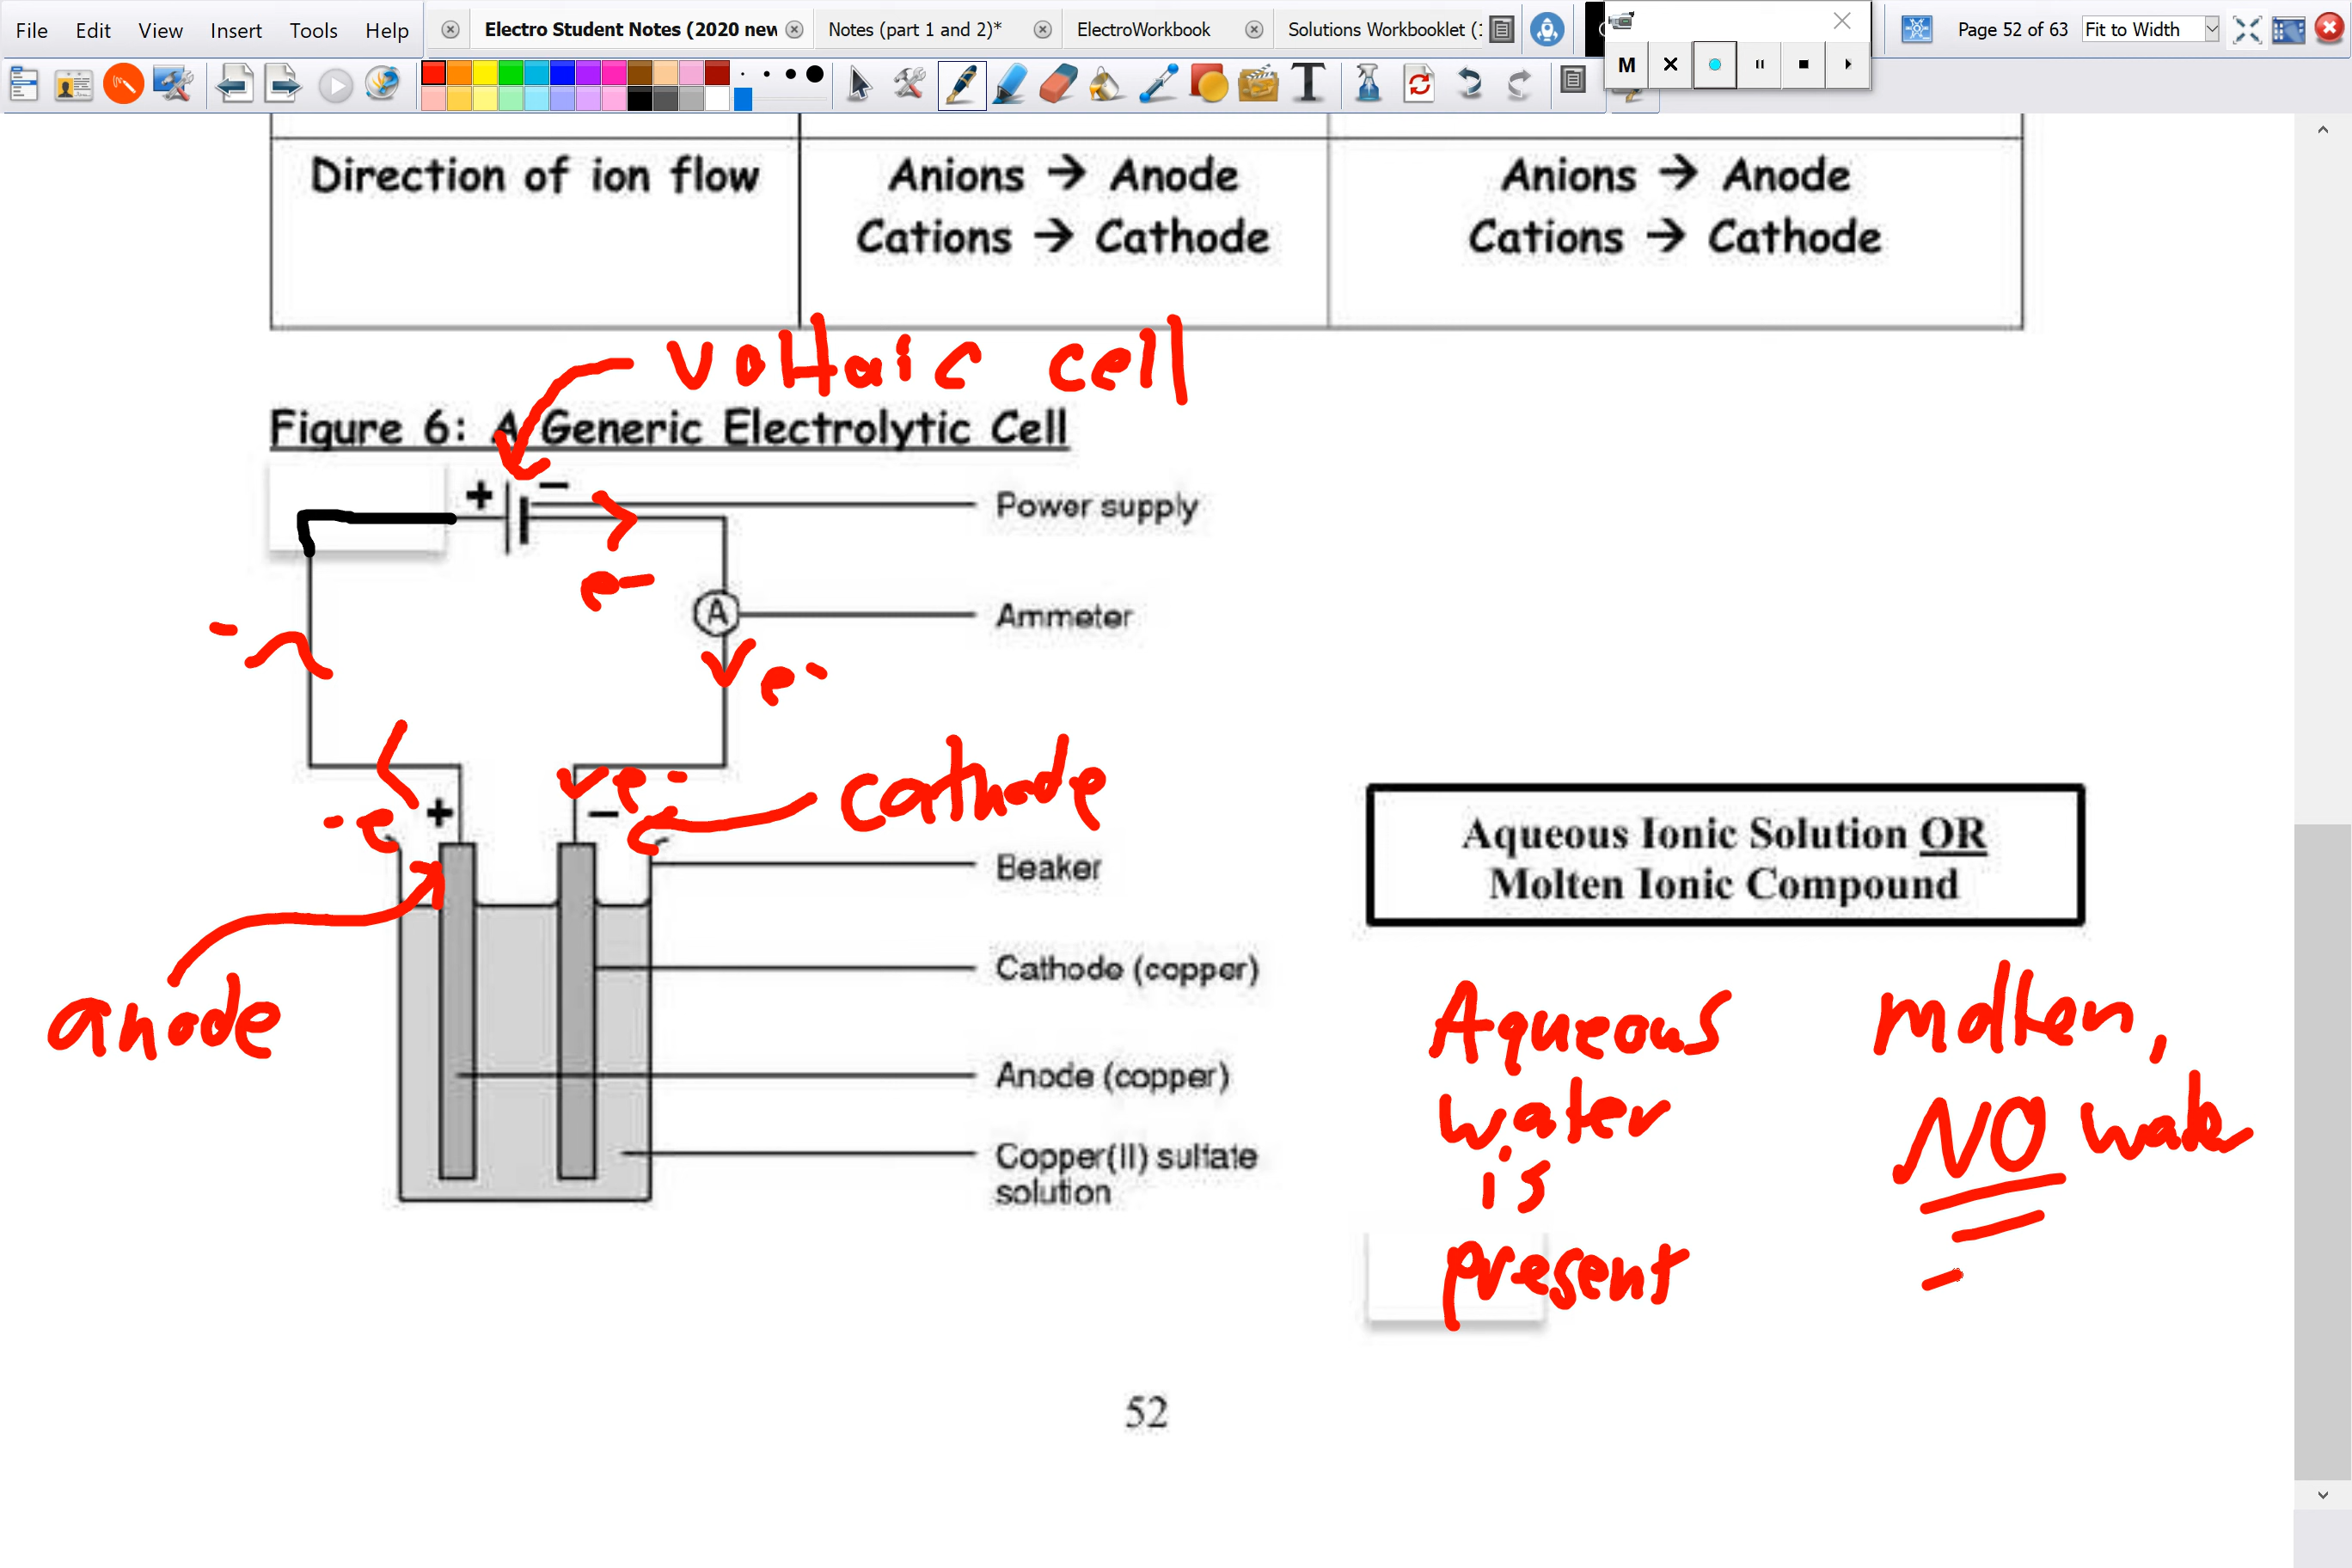 File Edit View Insert Tools Help
Electro Student Notes (2020 new
Notes (part 1 and 2)*
ElectroWorkbook
Solutions Workbooklet (
Page 52 of 63
Fit to Width
M
T
Direction of ion flow
Anions → Anode
Cations → Cathode
Anions → Anode
Cations → Cathode
voltaic cell
Figure 6: A Generic Electrolytic Cell
+ −
Power supply
e-
A
Ammeter
e-
-
e-
cathode
-e
+ −
Beaker
Aqueous Ionic Solution OR
Molten Ionic Compound
anode
Cathode (copper)
Anode (copper)
Copper(II) sulfate
solution
Aqueous
water
is
present
molten,
NO water
52